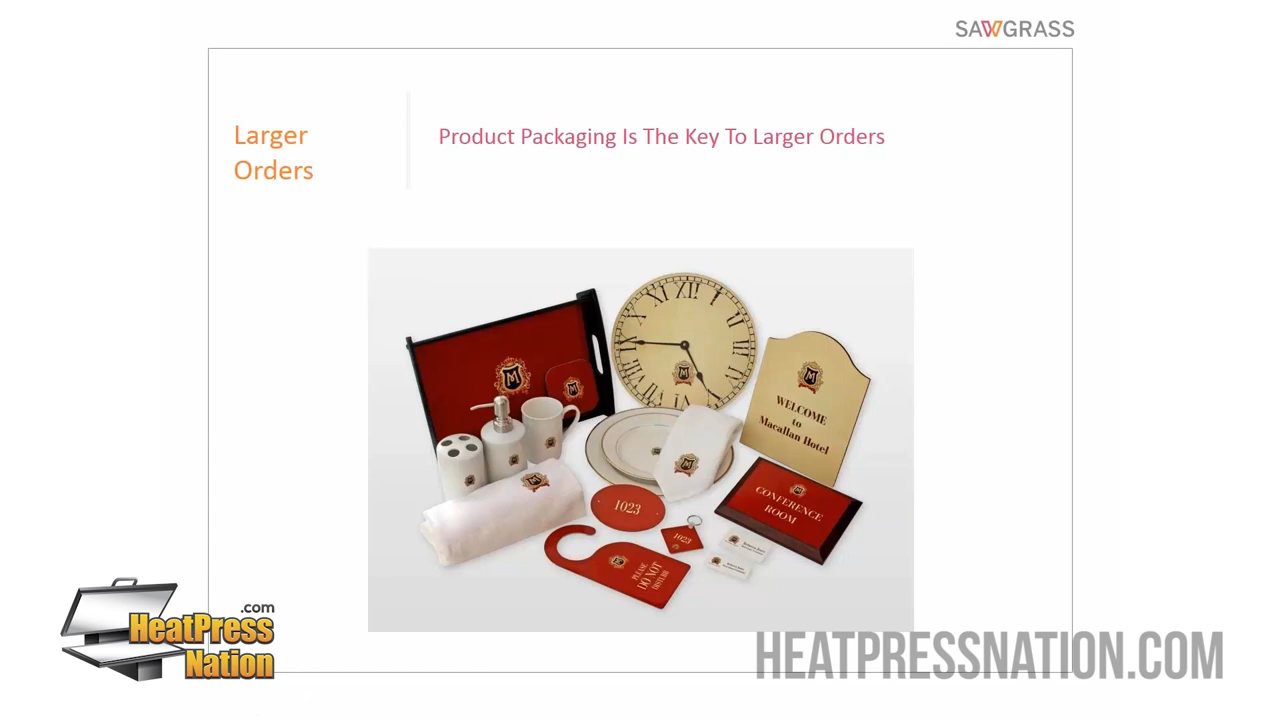 SAWGRASS
Larger
Orders
Product Packaging Is The Key To Larger Orders
XII
WELCOME
to
Macallan Hotel
M
M
M
CONFERENCE
ROOM
1023
1023
PLEASE
DO NOT
DISTURB
.com
HeatPress
Nation
HEATPRESSNATION.COM